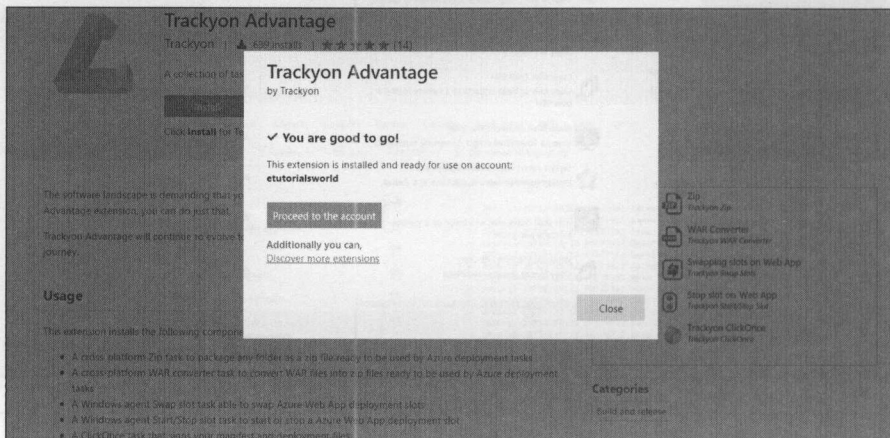 Trackyon Advantage
Trackyon | 639 installs | (14)
A collection of tas
Click Install for Te
Trackyon Advantage
by Trackyon
✓ You are good to go!
This extension is installed and ready for use on account:
etutorialsworld
Proceed to the account
Additionally you can,
Discover more extensions
Close
The software landscape is demanding that yo
Advantage extension, you can do just that.
Trackyon Advantage will continue to evolve to
journey.
Usage
This extension installs the following compone
A cross platform Zip task to package any folder as a zip file ready to be used by Azure deployment tasks
A cross-platform WAR converter task to convert WAR files into zip files ready to be used by Azure deployment
tasks
A Windows agent Swap slot task able to swap Azure Web App deployment slots
A Windows agent Start/Stop slot task to start or stop a Azure Web App deployment slot
A ClickOnce task that signs your manifest and deployment files
Zip
Trackyon Zip
WAR Converter
Trackyon WAR Converter
Swapping slots on Web App
Trackyon Swap Slots
Stop slot on Web App
Trackyon Start/Stop Slot
Trackyon ClickOnce
Trackyon ClickOnce
Categories
Build and release